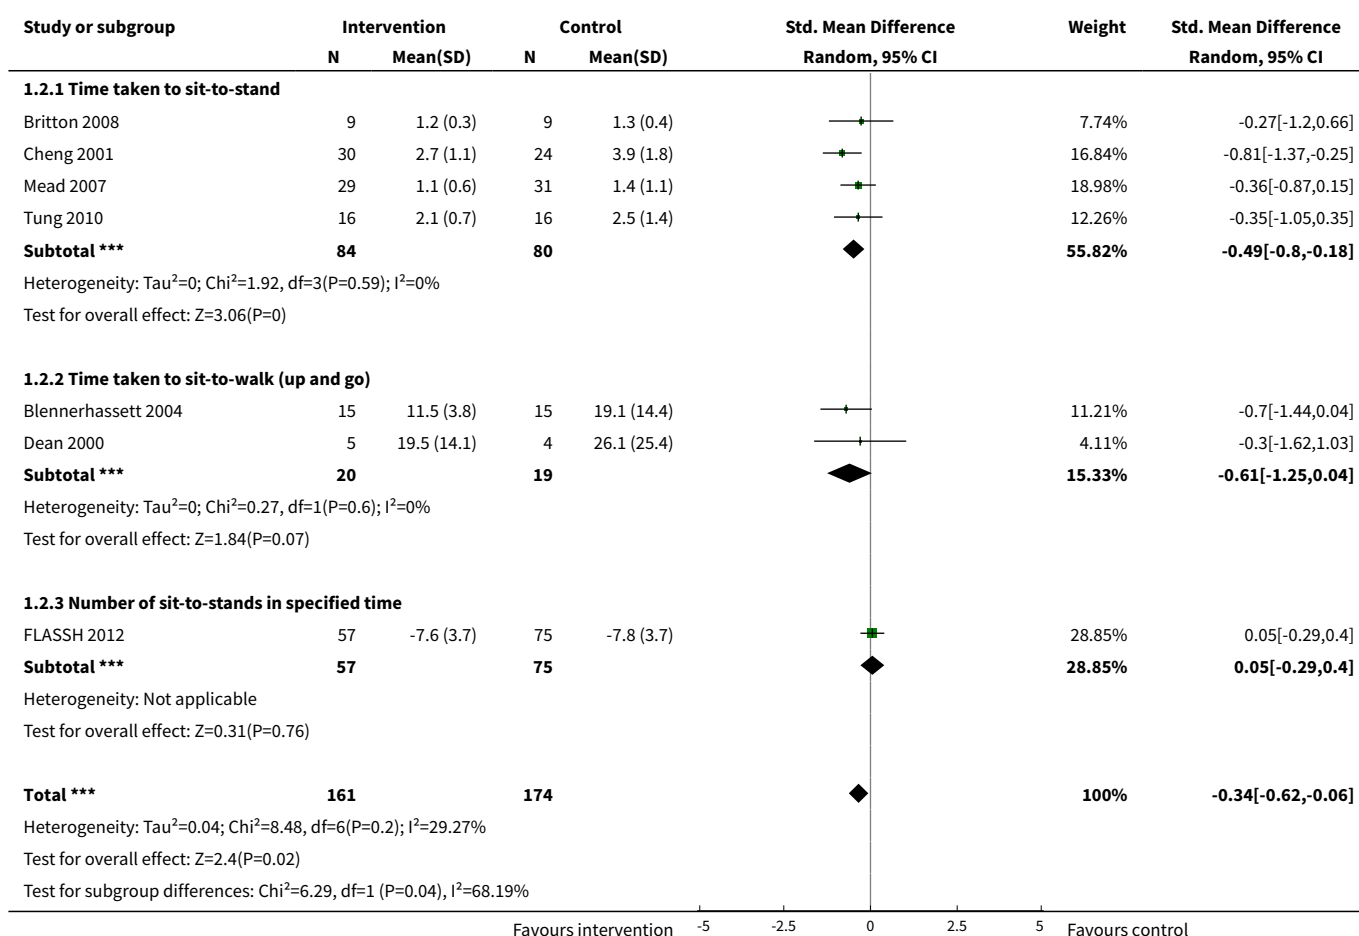 Study or subgroup Intervention Control Std. Mean Difference Weight Std. Mean Difference
N Mean(SD) N Mean(SD) Random, 95% CI Random, 95% CI
1.2.1 Time taken to sit-to-stand
Britton 2008 9 1.2 (0.3) 9 1.3 (0.4) 7.74% -0.27[-1.2,0.66]
Cheng 2001 30 2.7 (1.1) 24 3.9 (1.8) 16.84% -0.81[-1.37,-0.25]
Mead 2007 29 1.1 (0.6) 31 1.4 (1.1) 18.98% -0.36[-0.87,0.15]
Tung 2010 16 2.1 (0.7) 16 2.5 (1.4) 12.26% -0.35[-1.05,0.35]
Subtotal *** 84 80 55.82% -0.49[-0.8,-0.18]
Heterogeneity: Tau²=0; Chi²=1.92, df=3(P=0.59); I²=0%
Test for overall effect: Z=3.06(P=0)
1.2.2 Time taken to sit-to-walk (up and go)
Blennerhassett 2004 15 11.5 (3.8) 15 19.1 (14.4) 11.21% -0.7[-1.44,0.04]
Dean 2000 5 19.5 (14.1) 4 26.1 (25.4) 4.11% -0.3[-1.62,1.03]
Subtotal *** 20 19 15.33% -0.61[-1.25,0.04]
Heterogeneity: Tau²=0; Chi²=0.27, df=1(P=0.6); I²=0%
Test for overall effect: Z=1.84(P=0.07)
1.2.3 Number of sit-to-stands in specified time
FLASSH 2012 57 -7.6 (3.7) 75 -7.8 (3.7) 28.85% 0.05[-0.29,0.4]
Subtotal *** 57 75 28.85% 0.05[-0.29,0.4]
Heterogeneity: Not applicable
Test for overall effect: Z=0.31(P=0.76)
Total *** 161 174 100% -0.34[-0.62,-0.06]
Heterogeneity: Tau²=0.04; Chi²=8.48, df=6(P=0.2); I²=29.27%
Test for overall effect: Z=2.4(P=0.02)
Test for subgroup differences: Chi²=6.29, df=1 (P=0.04), I²=68.19%
Favours intervention -5 -2.5 0 2.5 5 Favours control